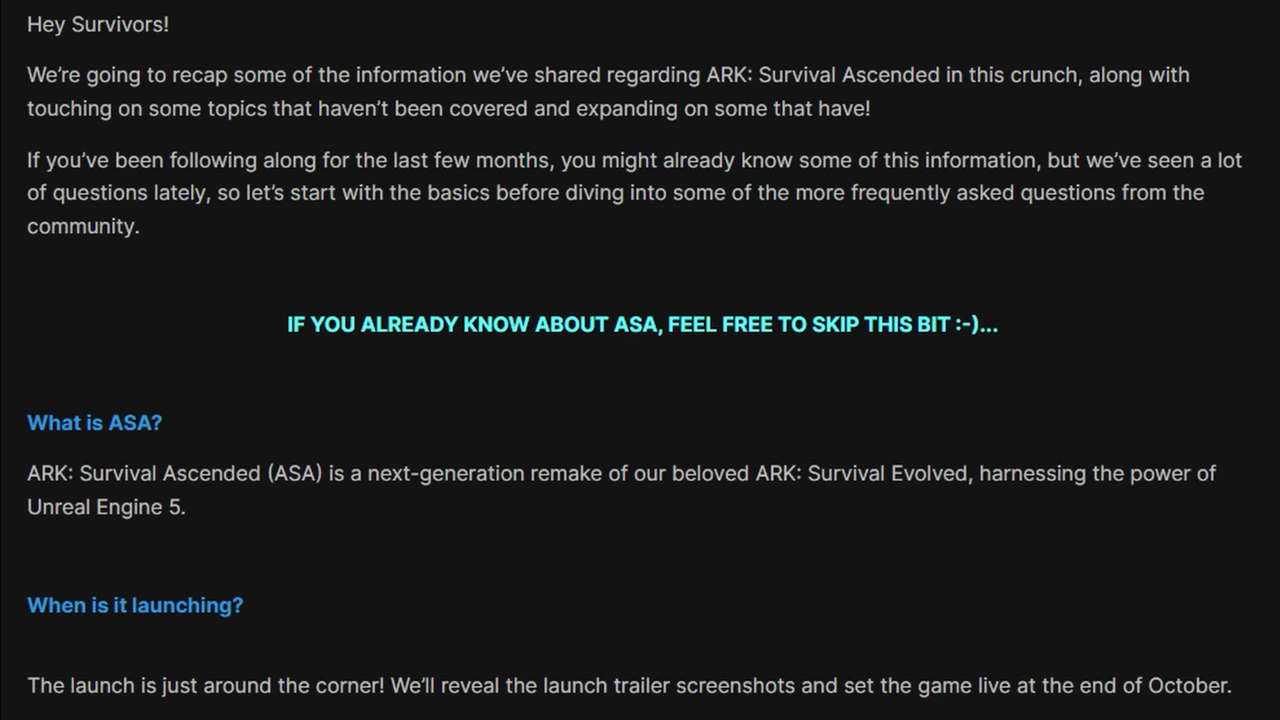 Hey Survivors!
We’re going to recap some of the information we’ve shared regarding ARK: Survival Ascended in this crunch, along with
touching on some topics that haven’t been covered and expanding on some that have!
If you’ve been following along for the last few months, you might already know some of this information, but we’ve seen a lot
of questions lately, so let’s start with the basics before diving into some of the more frequently asked questions from the
community.
IF YOU ALREADY KNOW ABOUT ASA, FEEL FREE TO SKIP THIS BIT :-)...
What is ASA?
ARK: Survival Ascended (ASA) is a next-generation remake of our beloved ARK: Survival Evolved, harnessing the power of
Unreal Engine 5.
When is it launching?
The launch is just around the corner! We’ll reveal the launch trailer screenshots and set the game live at the end of October.